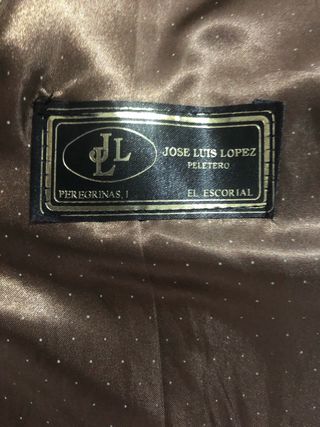 JLL
JOSE LUIS LOPEZ
PELETERO
PEREGRINAS, 1 EL ESCORIAL